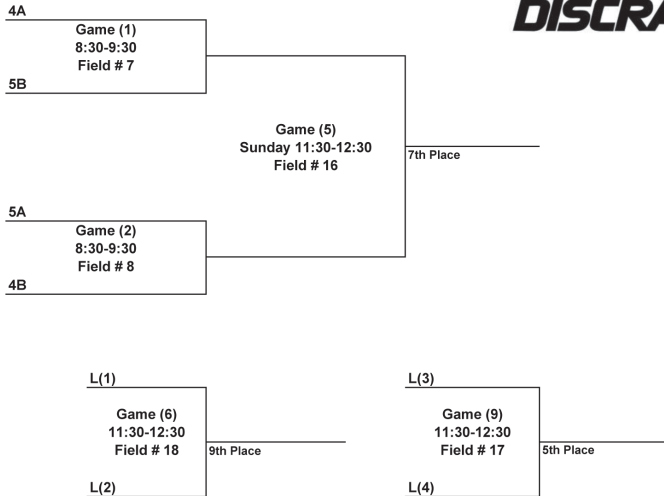 4A
Game (1)
8:30-9:30
Field # 7
5B
Game (5)
Sunday 11:30-12:30
Field # 16
7th Place
5A
Game (2)
8:30-9:30
Field # 8
4B
L(1)
Game (6)
11:30-12:30
Field # 18
9th Place
L(2)
L(3)
Game (9)
11:30-12:30
Field # 17
5th Place
L(4)